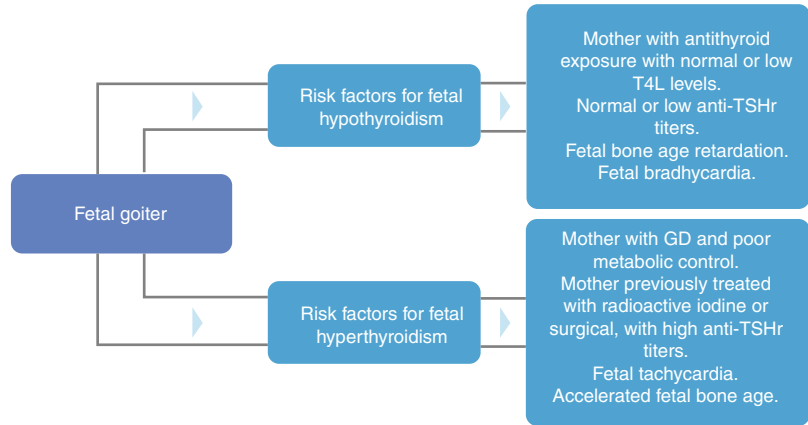 Fetal goiter
Risk factors for fetal
hypothyroidism
Mother with antithyroid
exposure with normal or low
T4L levels.
Normal or low anti-TSHr
titers.
Fetal bone age retardation.
Fetal bradhycardia.
Risk factors for fetal
hyperthyroidism
Mother with GD and poor
metabolic control.
Mother previously treated
with radioactive iodine or
surgical, with high anti-TSHr
titers.
Fetal tachycardia.
Accelerated fetal bone age.